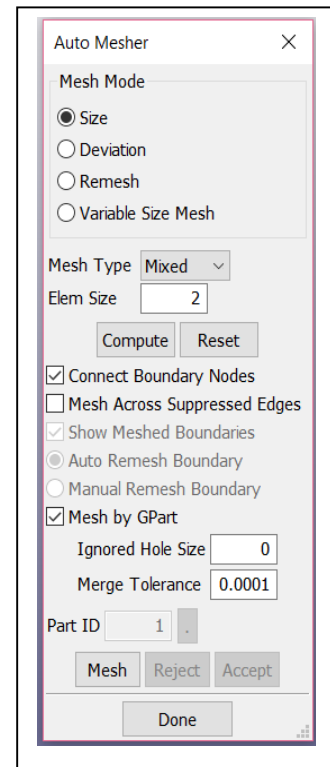 Auto Mesher
Mesh Mode
Size
Deviation
Remesh
Variable Size Mesh
Mesh Type Mixed
Elem Size 2
Compute Reset
Connect Boundary Nodes
Mesh Across Suppressed Edges
Show Meshed Boundaries
Auto Remesh Boundary
Manual Remesh Boundary
Mesh by GPart
Ignored Hole Size 0
Merge Tolerance 0.0001
Part ID 1 .
Mesh Reject Accept
Done